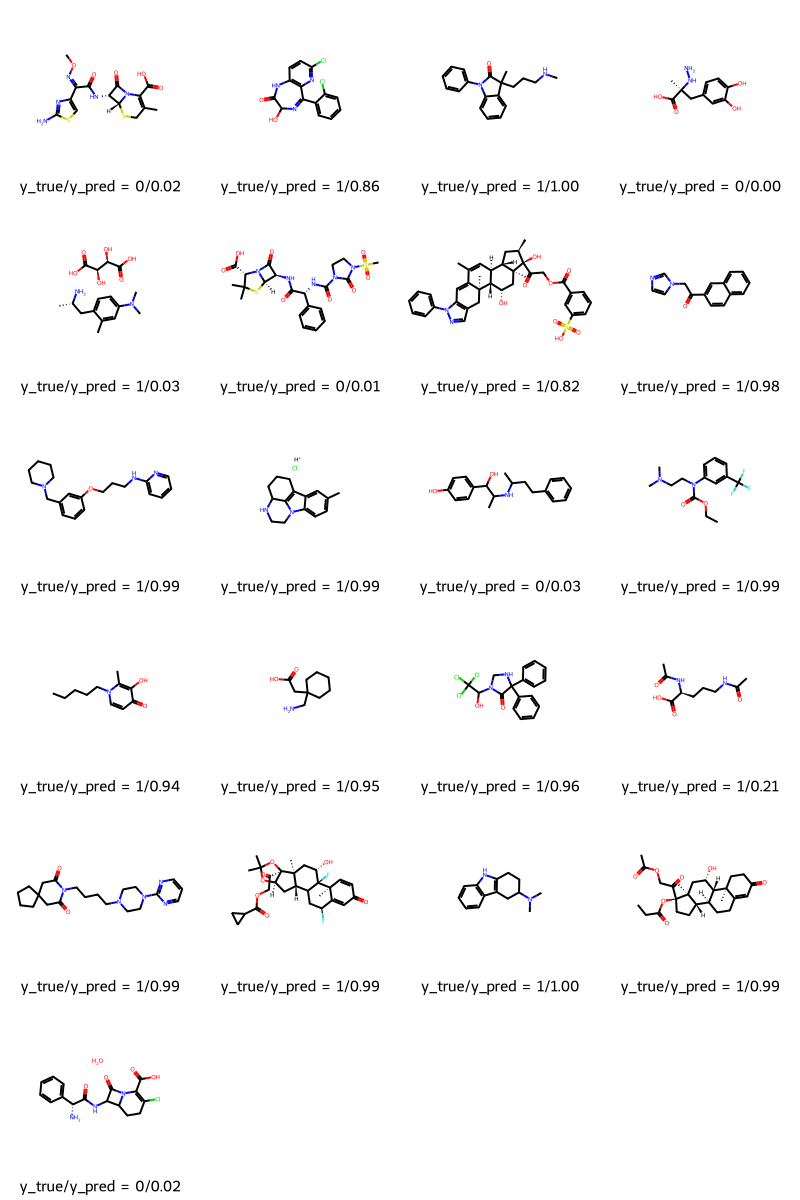 y_true/y_pred = 0/0.02
y_true/y_pred = 1/0.86
y_true/y_pred = 1/1.00
y_true/y_pred = 0/0.00
y_true/y_pred = 1/0.03
y_true/y_pred = 0/0.01
y_true/y_pred = 1/0.82
y_true/y_pred = 1/0.98
y_true/y_pred = 1/0.99
y_true/y_pred = 1/0.99
y_true/y_pred = 0/0.03
y_true/y_pred = 1/0.99
y_true/y_pred = 1/0.94
y_true/y_pred = 1/0.95
y_true/y_pred = 1/0.96
y_true/y_pred = 1/0.21
y_true/y_pred = 1/0.99
y_true/y_pred = 1/0.99
y_true/y_pred = 1/1.00
y_true/y_pred = 1/0.99
H₂O
y_true/y_pred = 0/0.02